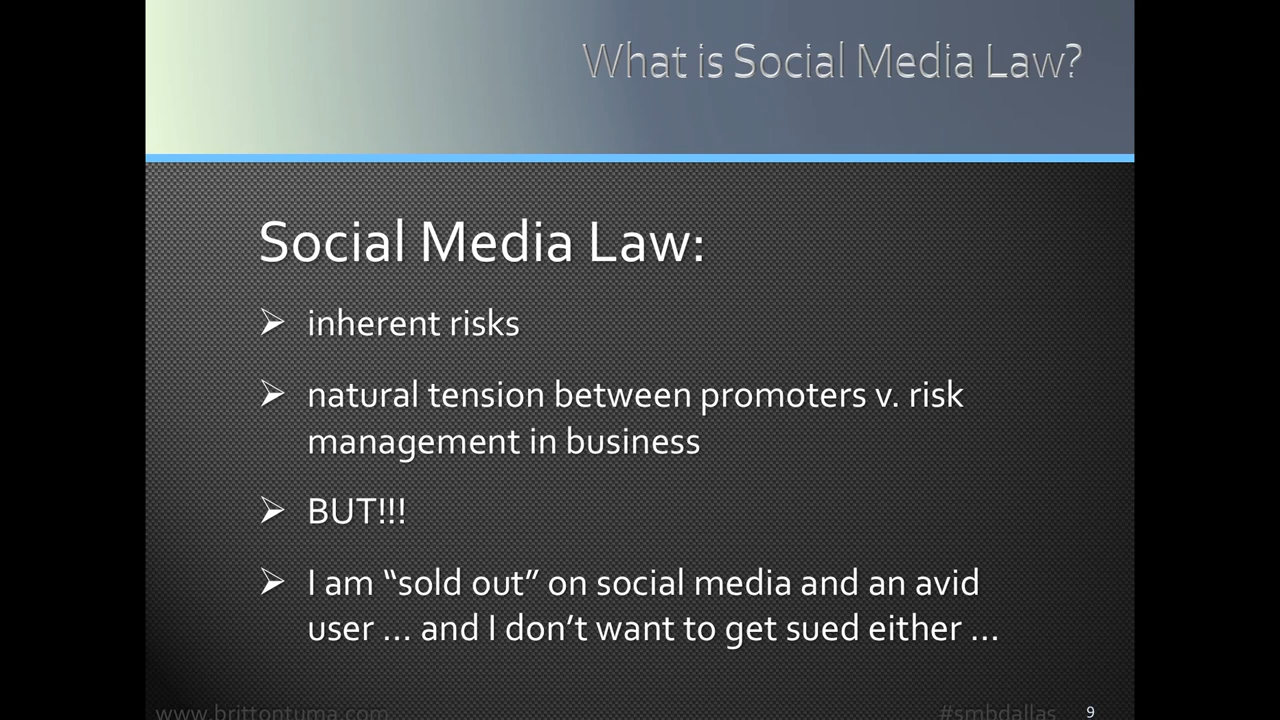 What is Social Media Law?
Social Media Law:
➢ inherent risks
➢ natural tension between promoters v. risk
management in business
➢ BUT!!!
➢ I am “sold out” on social media and an avid
user … and I don’t want to get sued either …
www.brittontuma.com
#smbdallas
9